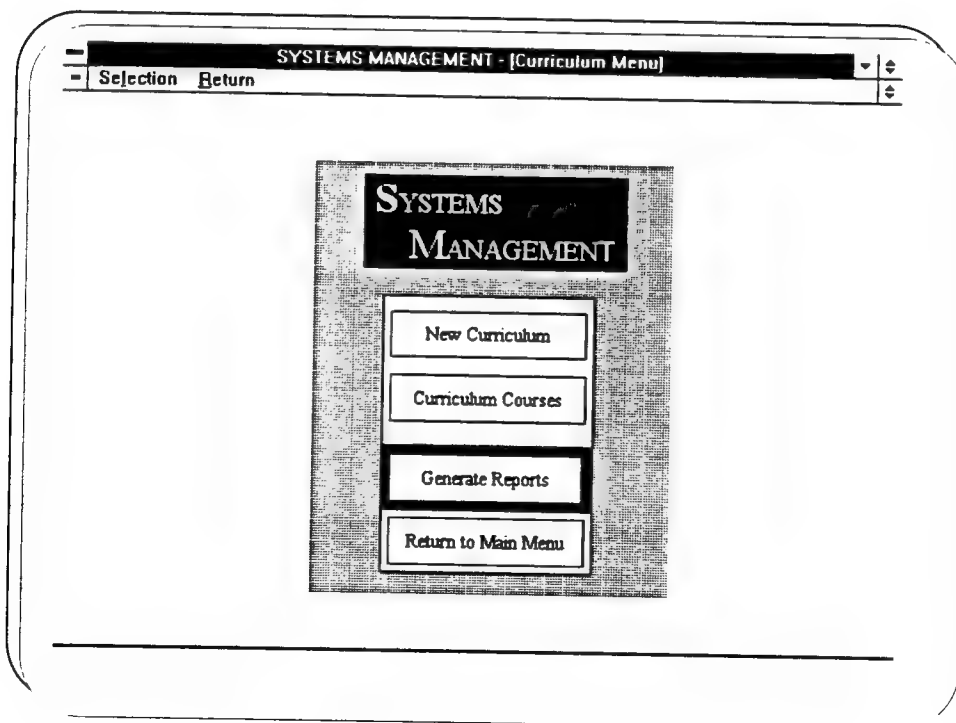 SYSTEMS MANAGEMENT - [Curriculum Menu]
Selection Return
SYSTEMS
MANAGEMENT
New Curriculum
Curriculum Courses
Generate Reports
Return to Main Menu